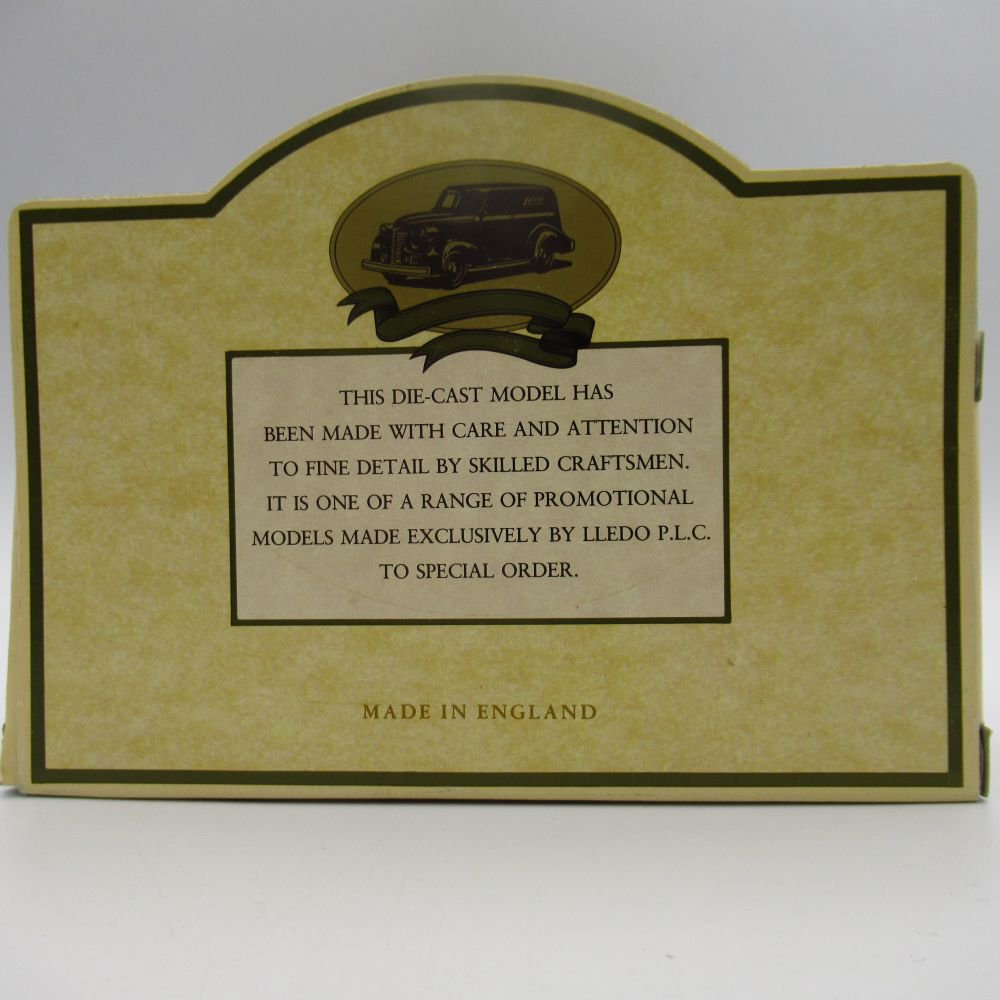 THIS DIE-CAST MODEL HAS
BEEN MADE WITH CARE AND ATTENTION
TO FINE DETAIL BY SKILLED CRAFTSMEN.
IT IS ONE OF A RANGE OF PROMOTIONAL
MODELS MADE EXCLUSIVELY BY LLEDO P.L.C.
TO SPECIAL ORDER.
MADE IN ENGLAND